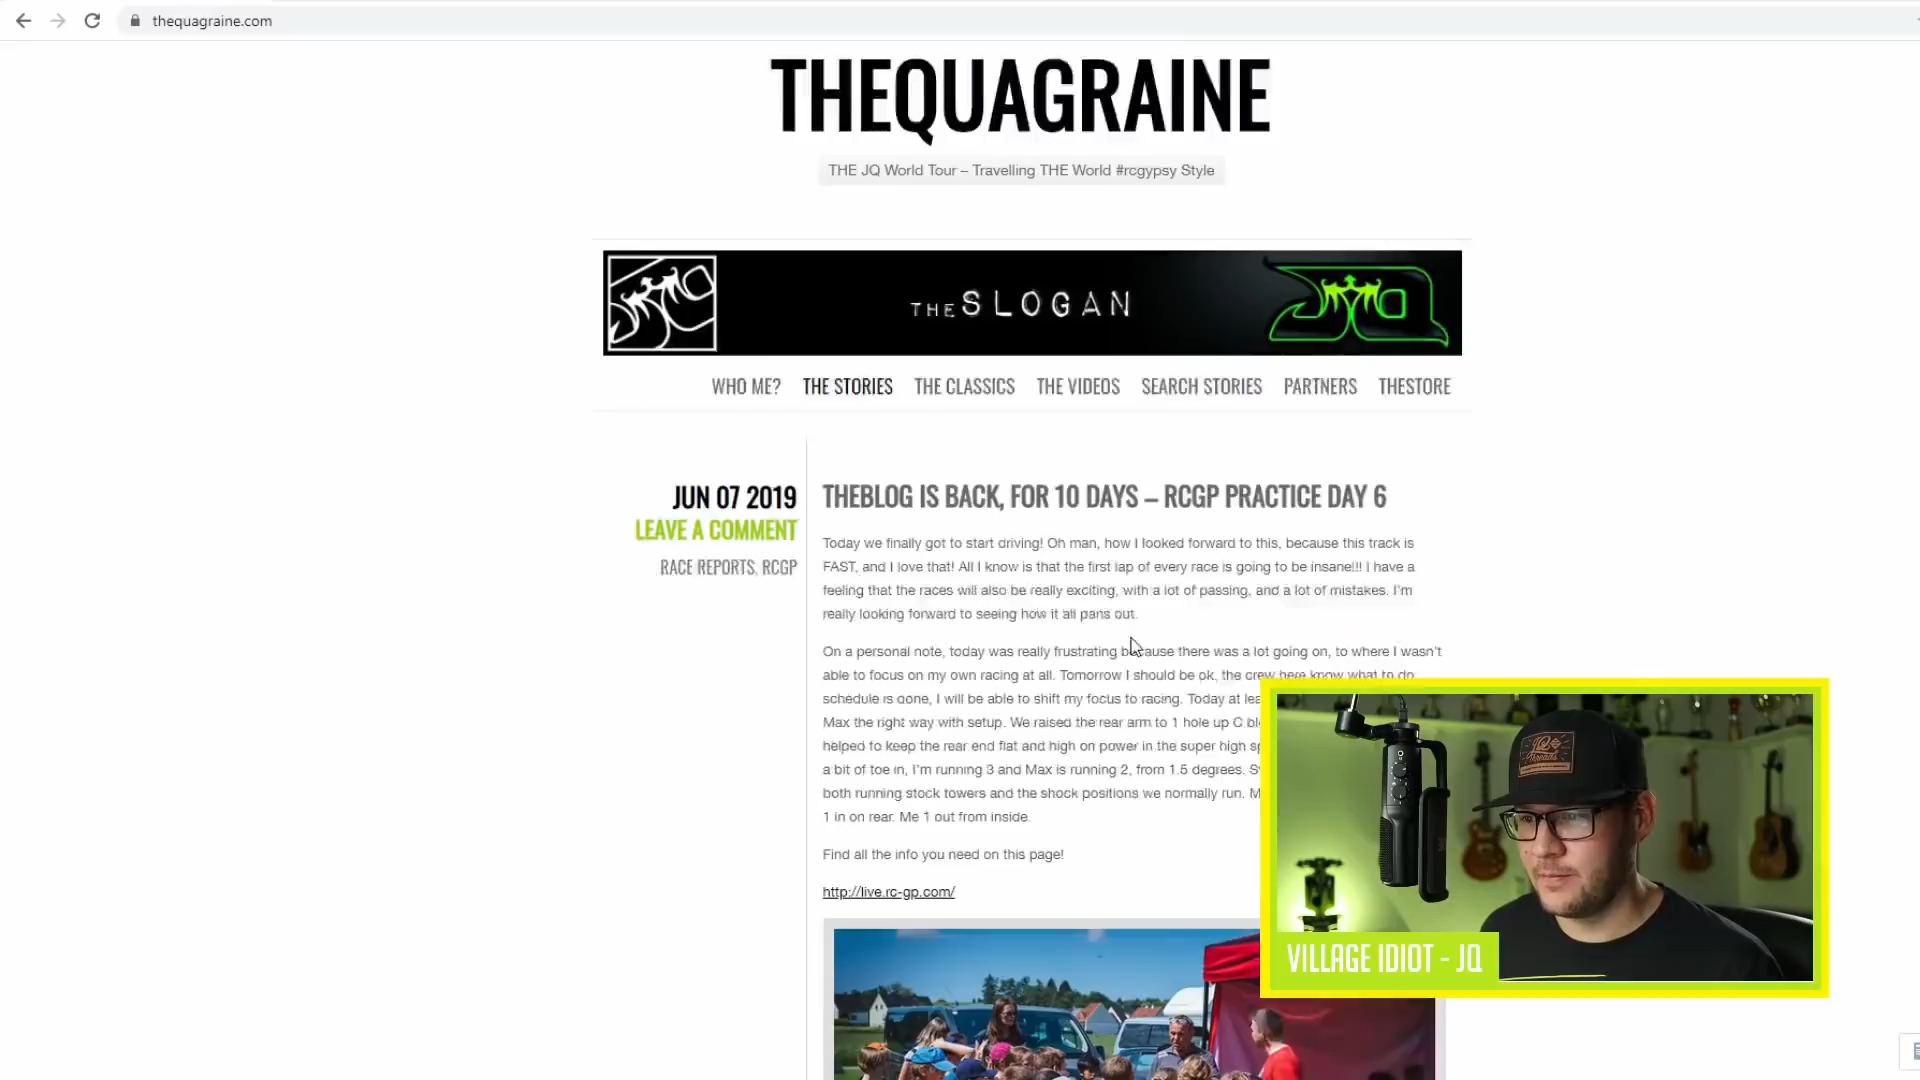 thequagraine.com
THEQUAGRAINE
THE JQ World Tour – Travelling THE World #rcgypsy Style
THE SLOGAN
JQ
WHO ME? THE STORIES THE CLASSICS THE VIDEOS SEARCH STORIES PARTNERS THESTORE
JUN 07 2019
LEAVE A COMMENT
RACE REPORTS, RCGP
THEBLOG IS BACK, FOR 10 DAYS – RCGP PRACTICE DAY 6
Today we finally got to start driving! Oh man, how I looked forward to this, because this track is
FAST, and I love that! All I know is that the first lap of every race is going to be insane!!! I have a
feeling that the races will also be really exciting, with a lot of passing, and a lot of mistakes. I'm
really looking forward to seeing how it all pans out.
On a personal note, today was really frustrating because there was a lot going on, to where I wasn't
able to focus on my own racing at all. Tomorrow I should be ok, the crew here know what to do,
schedule is done, I will be able to shift my focus to racing. Today at
Max the right way with setup. We raised the rear arm to 1 hole up C
helped to keep the rear end flat and high on power in the super high
a bit of toe in, I'm running 3 and Max is running 2, from 1.5 degrees.
both running stock towers and the shock positions we normally run.
1 in on rear. Me 1 out from inside.
Find all the info you need on this page!
http://live.rc-gp.com/
JQ
Threads
VILLAGE IDIOT - JQ